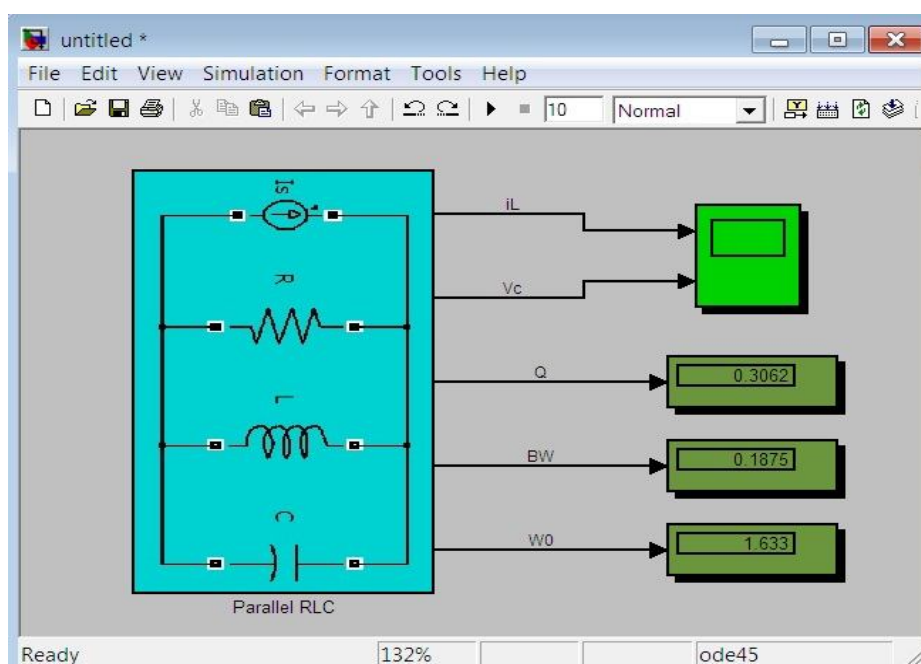 untitled *
File Edit View Simulation Format Tools Help
10 Normal
Is
iL
R
Vc
L
Q
0.3062
BW
0.1875
C
W0
1.633
Parallel RLC
Ready 132% ode45